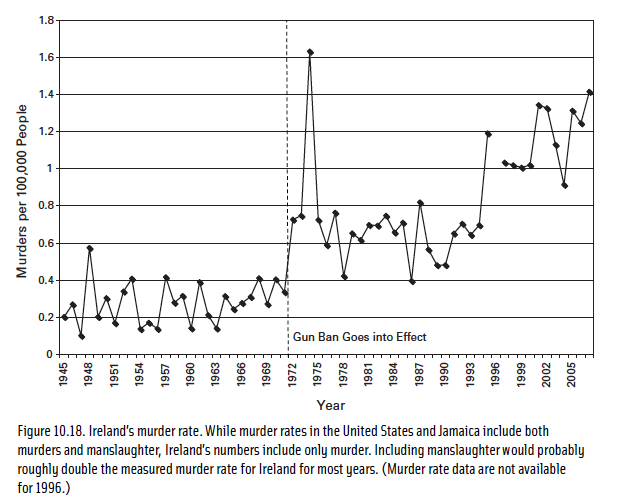 1.8
1.6
1.4
1.2
1
0.8
0.6
0.4
0.2
0
Murders per 100,000 People
Gun Ban Goes into Effect
1945 1948 1951 1954 1957 1960 1963 1966 1969 1972 1975 1978 1981 1984 1987 1990 1993 1996 1999 2002 2005
Year
Figure 10.18. Ireland's murder rate. While murder rates in the United States and Jamaica include both
murders and manslaughter, Ireland's numbers include only murder. Including manslaughter would probably
roughly double the measured murder rate for Ireland for most years. (Murder rate data are not available
for 1996.)